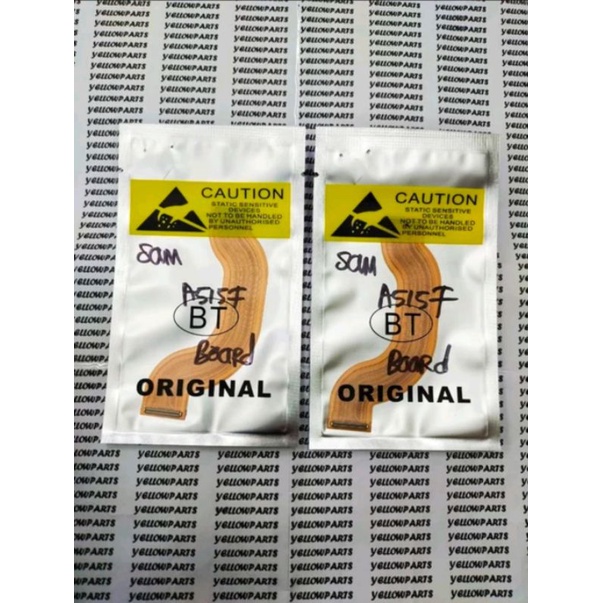 CAUTION
STATIC SENSITIVE
DEVICES
NOT TO BE HANDLED
BY UNAUTHORISED
PERSONNEL
SAM
A515F
BT
BOARD
ORIGINAL
CAUTION
STATIC SENSITIVE
DEVICES
NOT TO BE HANDLED
BY UNAUTHORISED
PERSONNEL
SAM
A515F
BT
BOARD
ORIGINAL
YELLOWPARTS